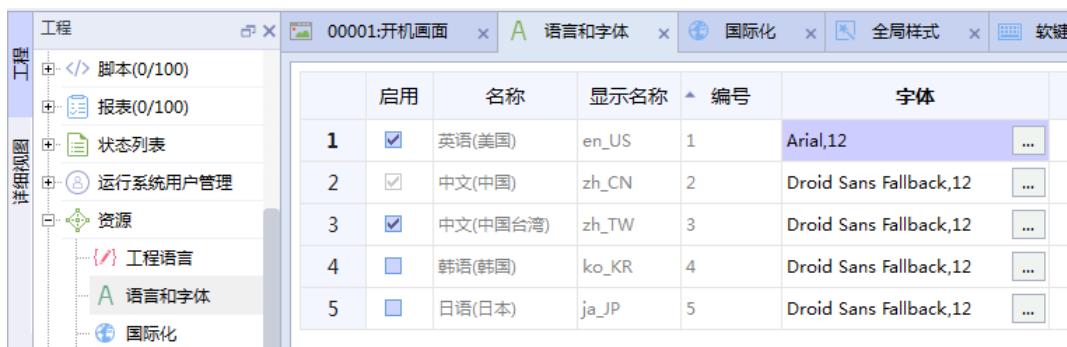 工程
00001:开机画面
语言和字体
国际化
全局样式
软键
工程
详细视图
脚本(0/100)
报表(0/100)
状态列表
运行系统用户管理
资源
工程语言
语言和字体
国际化
启用 名称 显示名称 编号 字体
1 英语(美国) en_US 1 Arial,12 ...
2 中文(中国) zh_CN 2 Droid Sans Fallback,12 ...
3 中文(中国台湾) zh_TW 3 Droid Sans Fallback,12 ...
4 韩语(韩国) ko_KR 4 Droid Sans Fallback,12 ...
5 日语(日本) ja_JP 5 Droid Sans Fallback,12 ...